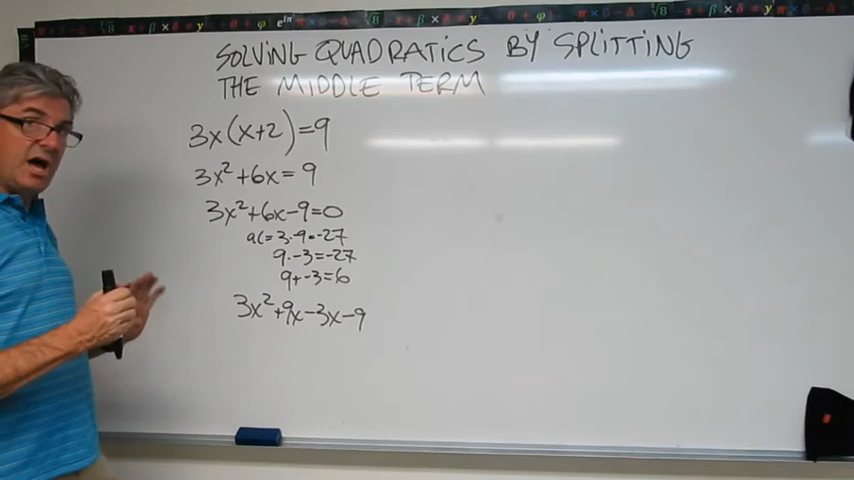 SOLVING QUADRATICS BY SPLITTING
THE MIDDLE TERM
3x(x+2)=9
3x²+6x=9
3x²+6x-9=0
ac=3·-9=-27
9·-3=-27
9+-3=6
3x²+9x-3x-9